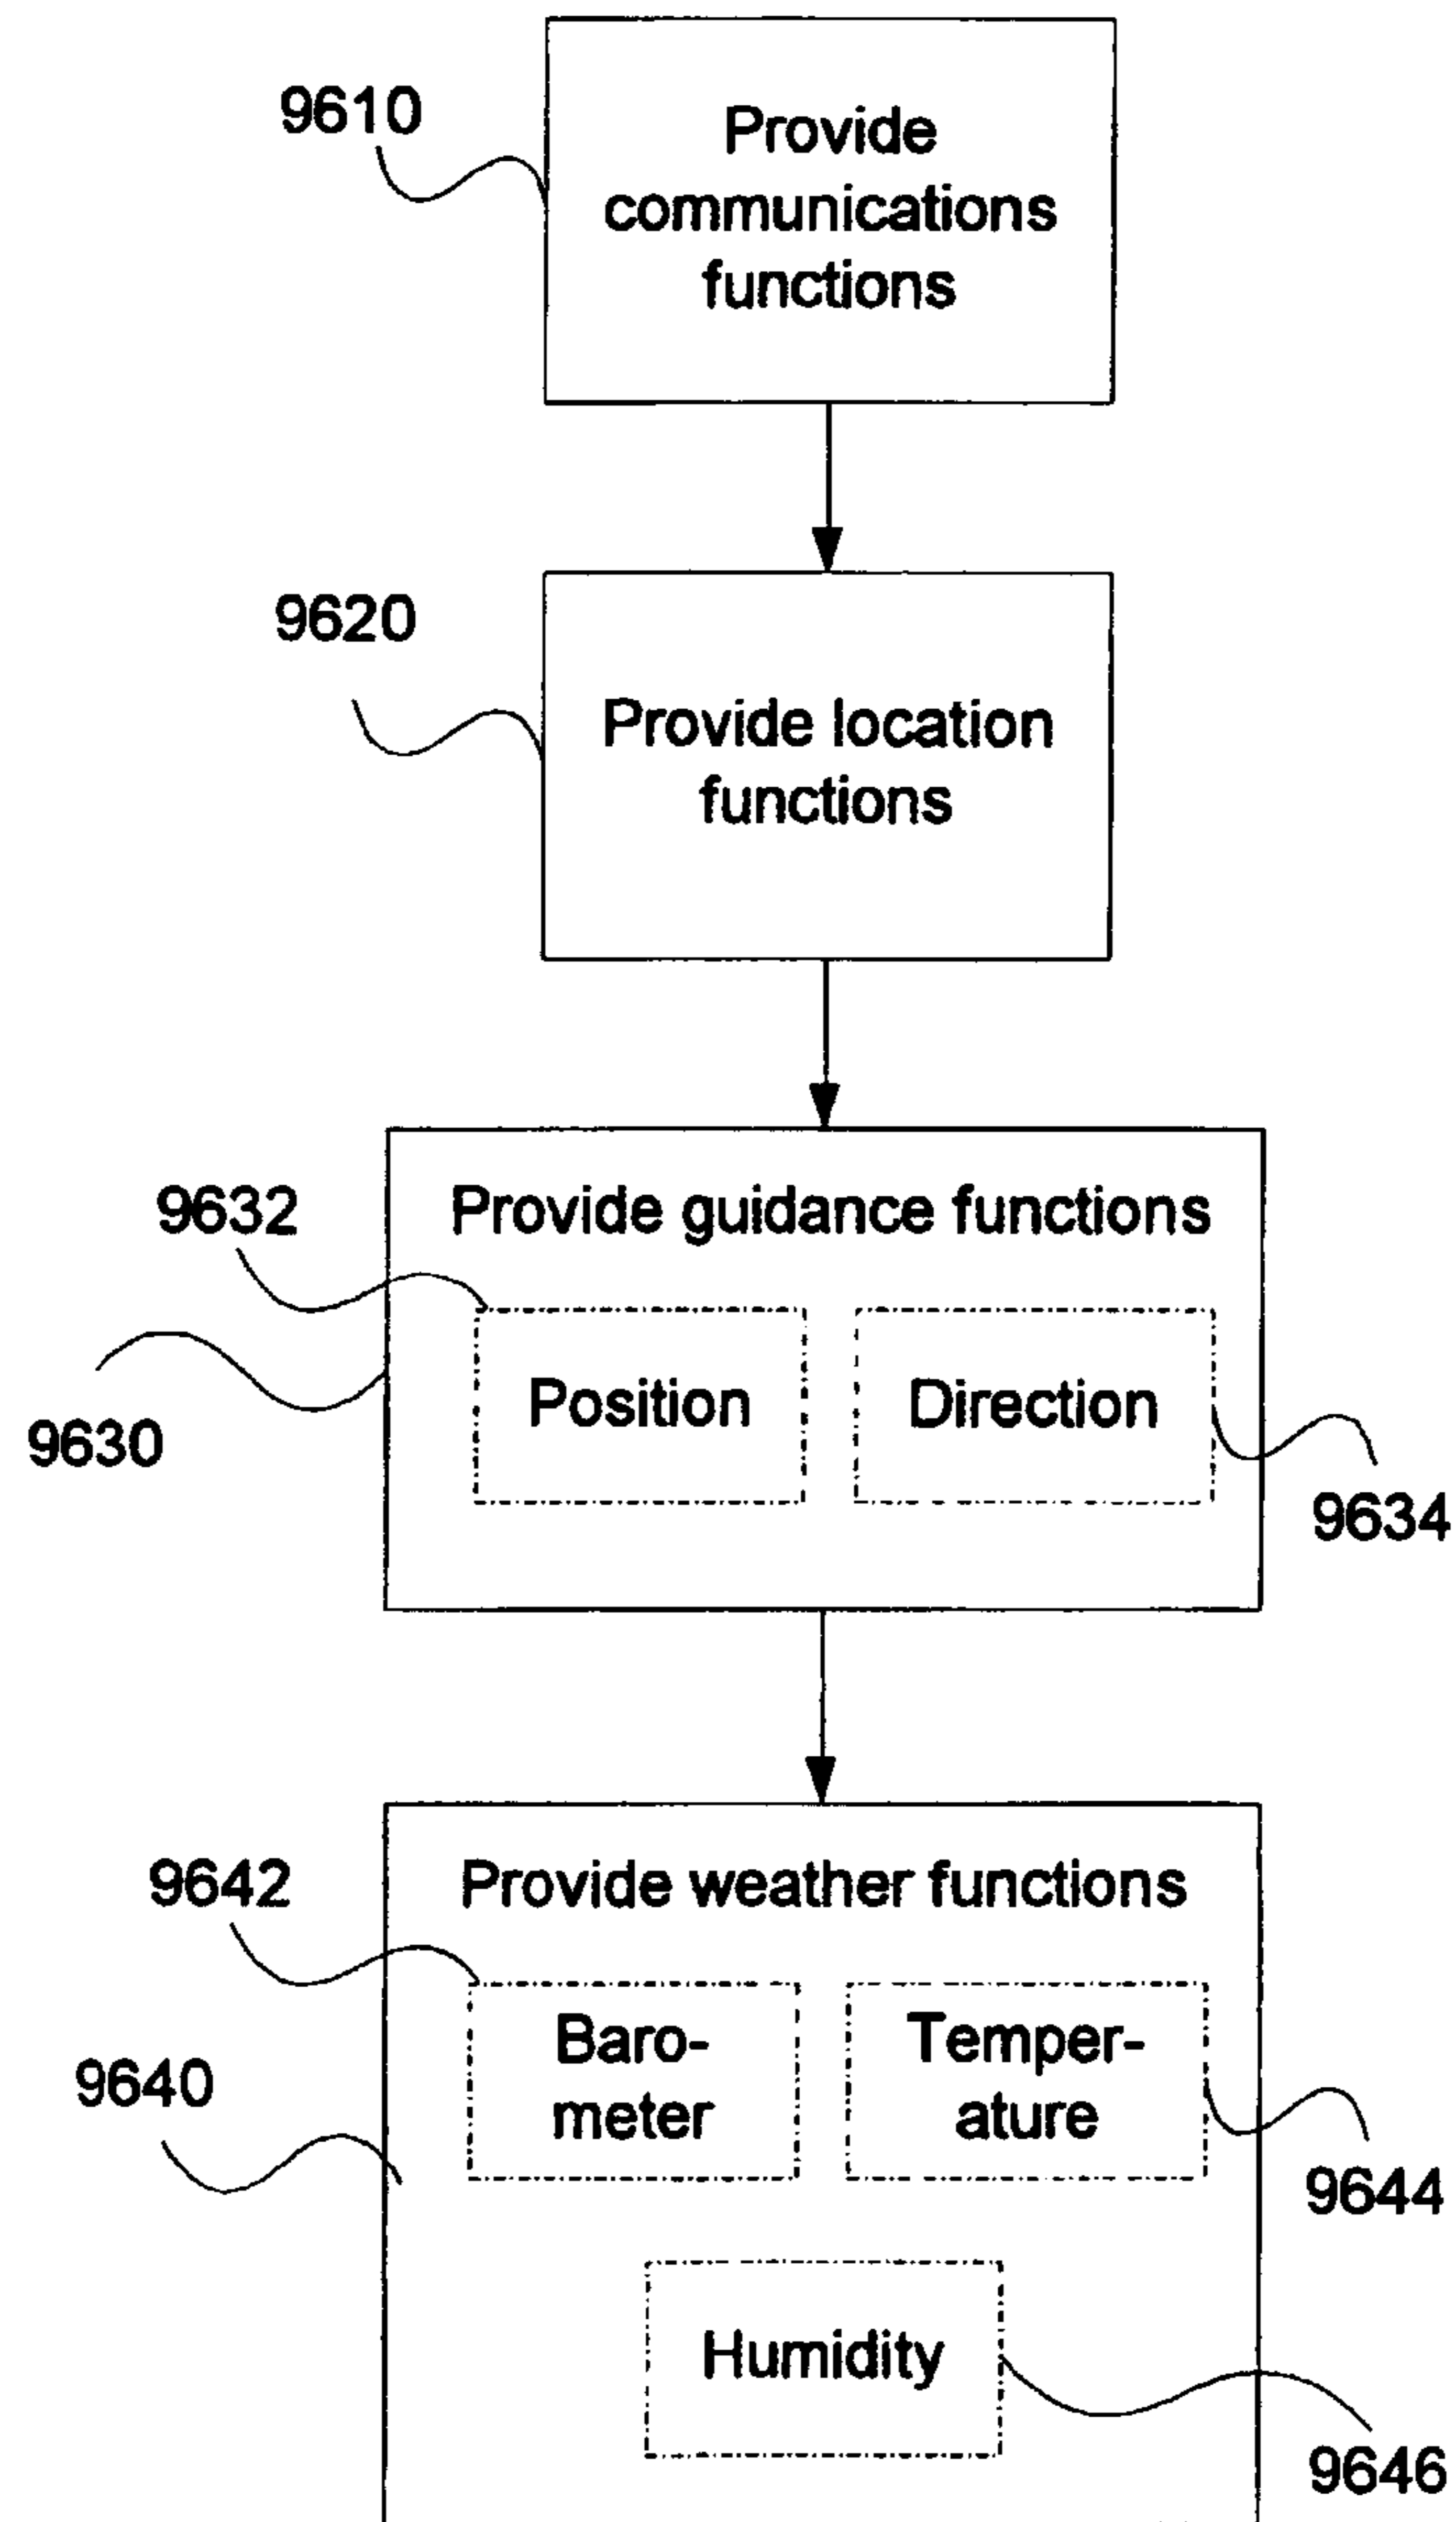 9610
Provide
communications
functions
9620
Provide location
functions
9632
Provide guidance functions
Position
Direction
9630
9634
9642
Provide weather functions
Baro-
meter
Temper-
ature
9640
9644
Humidity
9646